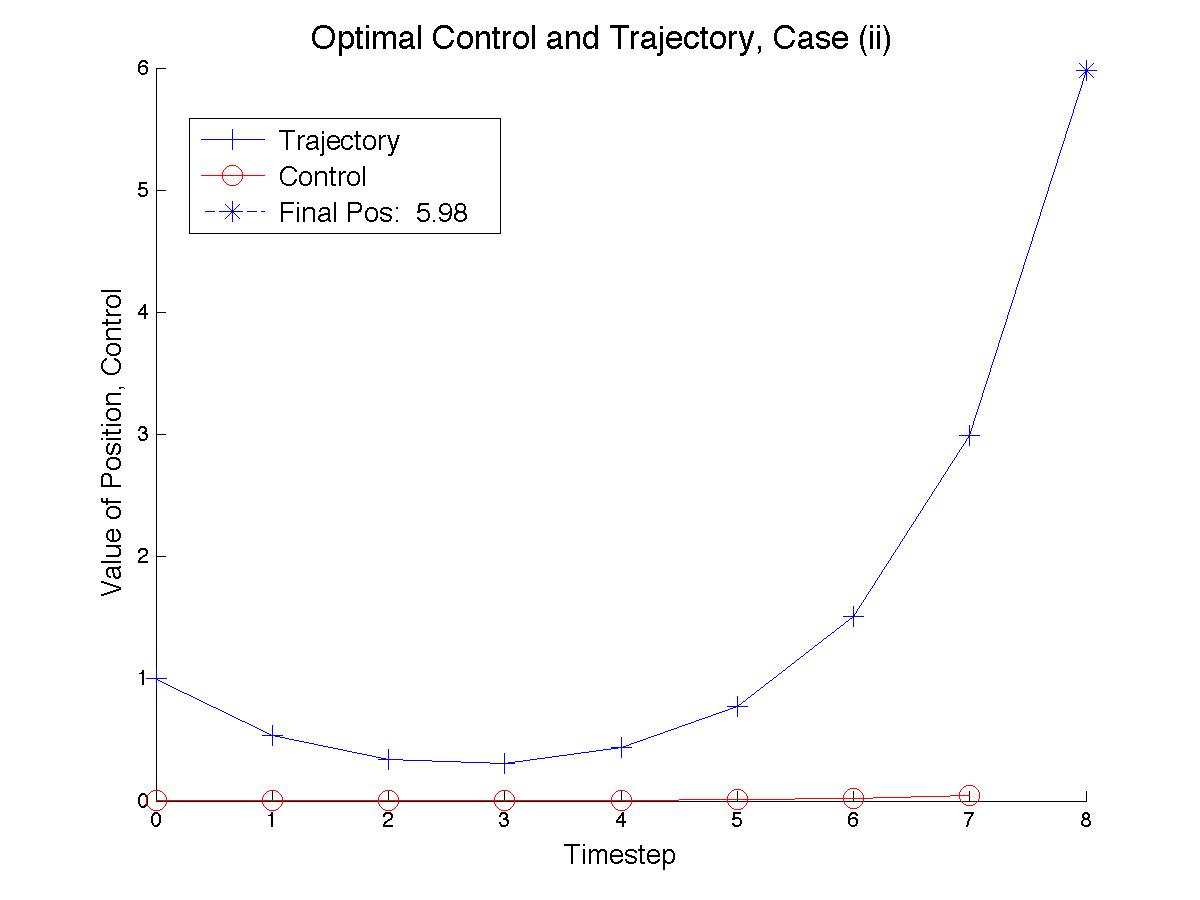 Optimal Control and Trajectory, Case (ii)
6
Trajectory
Control
Final Pos: 5.98
5
4
3
2
1
0
Value of Position, Control
0 1 2 3 4 5 6 7 8
Timestep